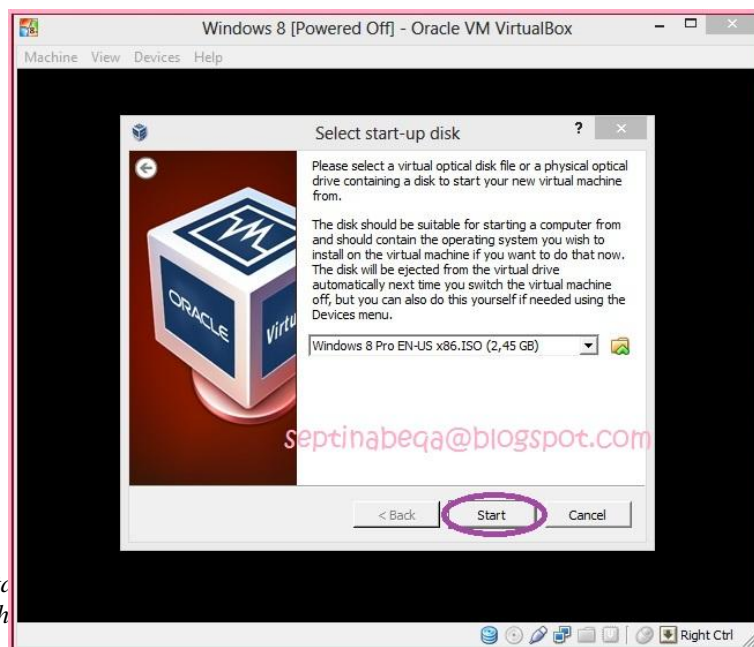 Windows 8 [Powered Off] - Oracle VM VirtualBox
Machine View Devices Help
Select start-up disk ?
Please select a virtual optical disk file or a physical optical
drive containing a disk to start your new virtual machine
from.
The disk should be suitable for starting a computer from
and should contain the operating system you wish to
install on the virtual machine if you want to do that now.
The disk will be ejected from the virtual drive
automatically next time you switch the virtual machine
off, but you can also do this yourself if needed using the
Devices menu.
ORACLE
Virtu
Windows 8 Pro EN-US x86.ISO (2,45 GB)
septinabeqa@blogspot.com
< Back Start Cancel
Right Ctrl